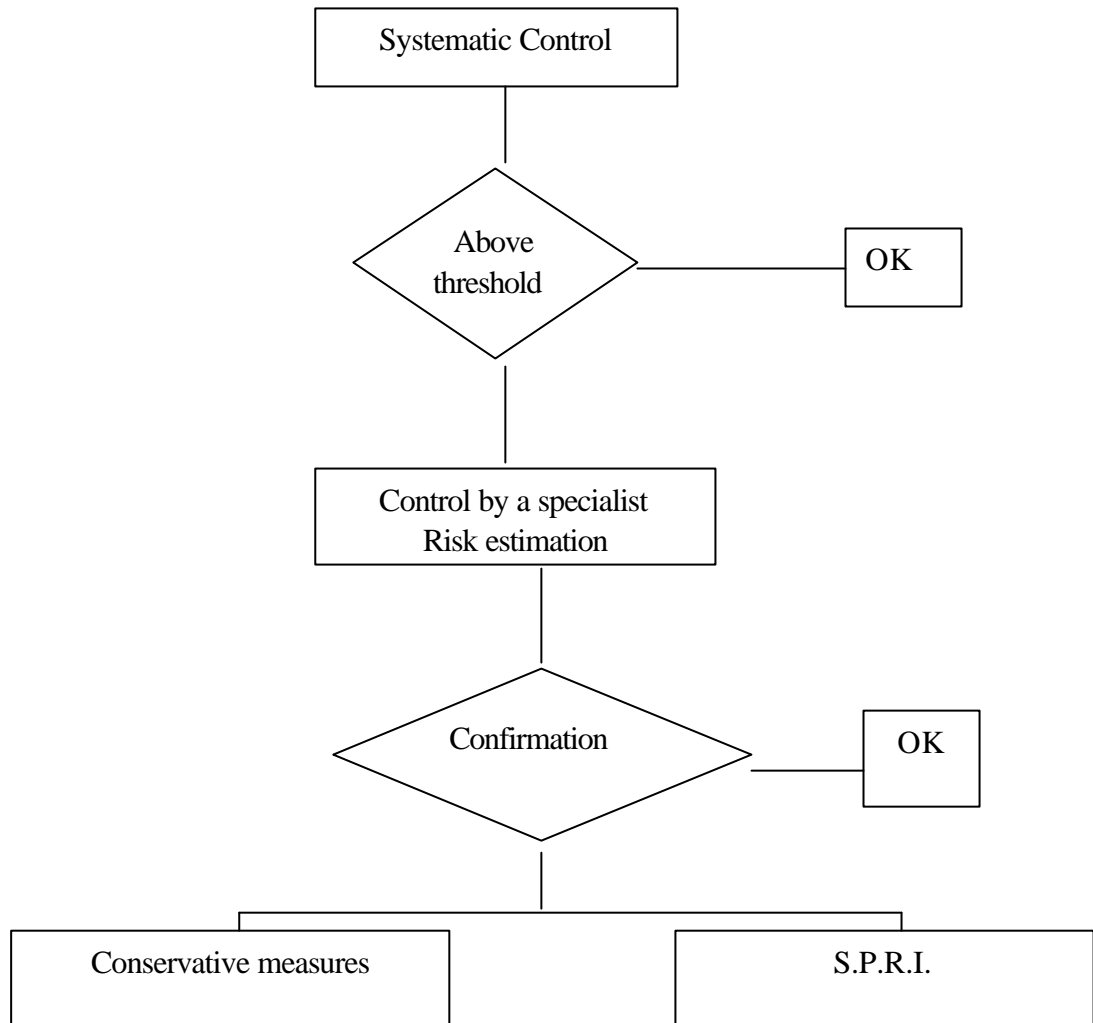 Systematic Control
Above
threshold
OK
Control by a specialist
Risk estimation
Confirmation
OK
Conservative measures
S.P.R.I.